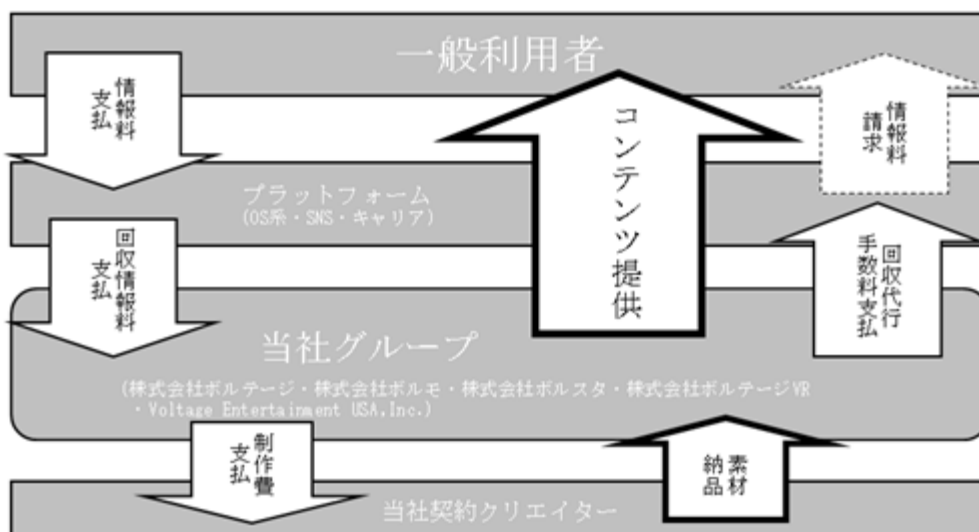 一般利用者
情報料
支払
コンテンツ提供
情報料
請求
プラットフォーム
(OS系・SNS・キャリア)
回収情報料
支払
回収代行
手数料支払
当社グループ
(株式会社ボルテージ・株式会社ボルモ・株式会社ボルスタ・株式会社ボルテージVR
・Voltage Entertainment USA,Inc.)
制作費
支払
素材
納品
当社契約クリエイター